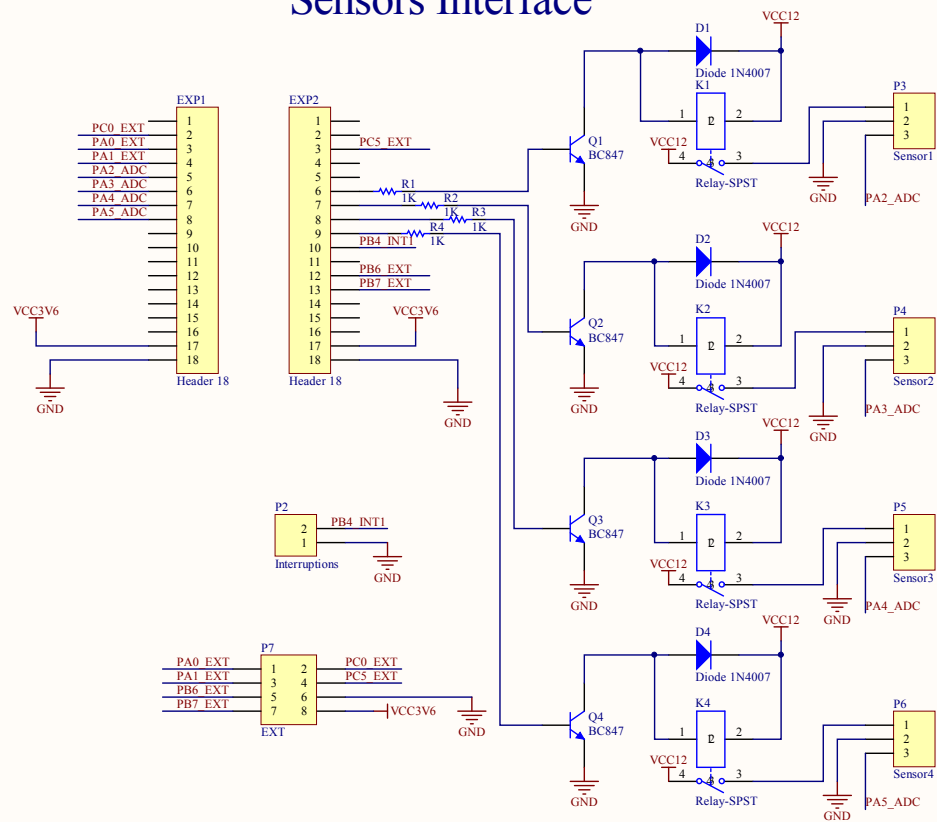 Sensors Interface
EXP1
1
PC0_EXT 2
PA0_EXT 3
PA1_EXT 4
PA2_ADC 5
PA3_ADC 6
PA4_ADC 7
PA5_ADC 8
9
10
11
12
13
14
15
16
17
18
VCC3V6
GND
Header 18
EXP2
1
2
3 PC5_EXT
4
5
6
7
8
9
10 PB4_INT1
11
12 PB6_EXT
13 PB7_EXT
14
15
16
17
18
VCC3V6
GND
Header 18
R1
1K
R2
1K
R3
1K
R4
1K
P2
2 PB4_INT1
1
GND
Interruptions
P7
PA0_EXT 1 2 PC0_EXT
PA1_EXT 3 4 PC5_EXT
PB6_EXT 5 6
PB7_EXT 7 8 VCC3V6
GND
EXT
VCC12
D1
Diode 1N4007
K1
1 2
Q1
BC847
GND
VCC12
4 3
Relay-SPST
P3
1
2
3
Sensor1
GND
PA2_ADC
VCC12
D2
Diode 1N4007
K2
1 2
Q2
BC847
GND
VCC12
4 3
Relay-SPST
P4
1
2
3
Sensor2
GND
PA3_ADC
VCC12
D3
Diode 1N4007
K3
1 2
Q3
BC847
GND
VCC12
4 3
Relay-SPST
P5
1
2
3
Sensor3
GND
PA4_ADC
VCC12
D4
Diode 1N4007
K4
1 2
Q4
BC847
GND
VCC12
4 3
Relay-SPST
P6
1
2
3
Sensor4
GND
PA5_ADC